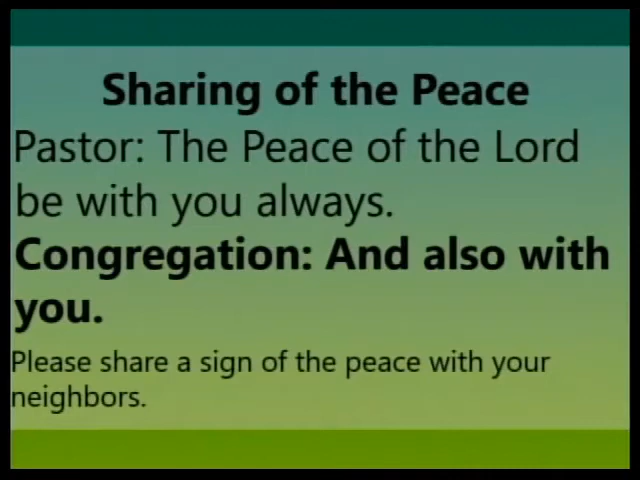 Sharing of the Peace
Pastor: The Peace of the Lord
be with you always.
Congregation: And also with
you.
Please share a sign of the peace with your
neighbors.